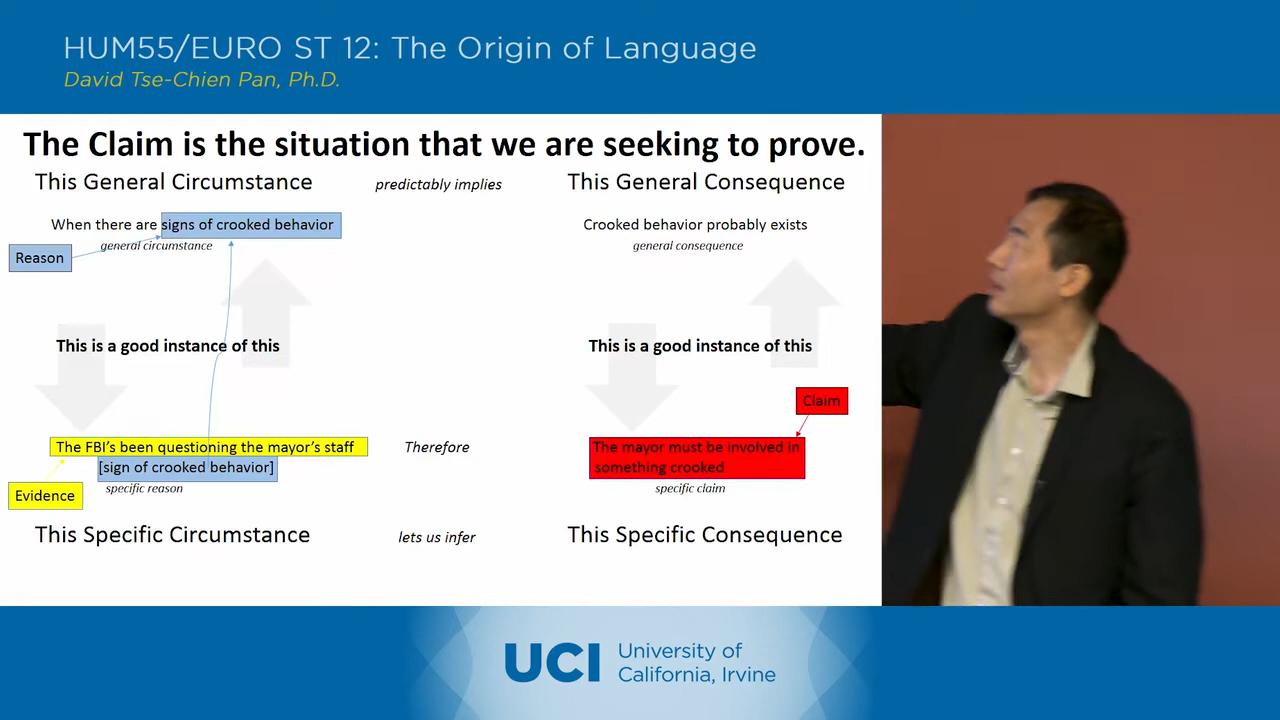 HUM55/EURO ST 12: The Origin of Language
David Tse-Chien Pan, Ph.D.
The Claim is the situation that we are seeking to prove.
This General Circumstance
predictably implies
This General Consequence
When there are signs of crooked behavior
Crooked behavior probably exists
general circumstance
general consequence
Reason
This is a good instance of this
This is a good instance of this
Claim
The FBI's been questioning the mayor's staff
Therefore
The mayor must be involved in
something crooked
[sign of crooked behavior]
specific reason
specific claim
Evidence
This Specific Circumstance
lets us infer
This Specific Consequence
UCI
University of
California, Irvine